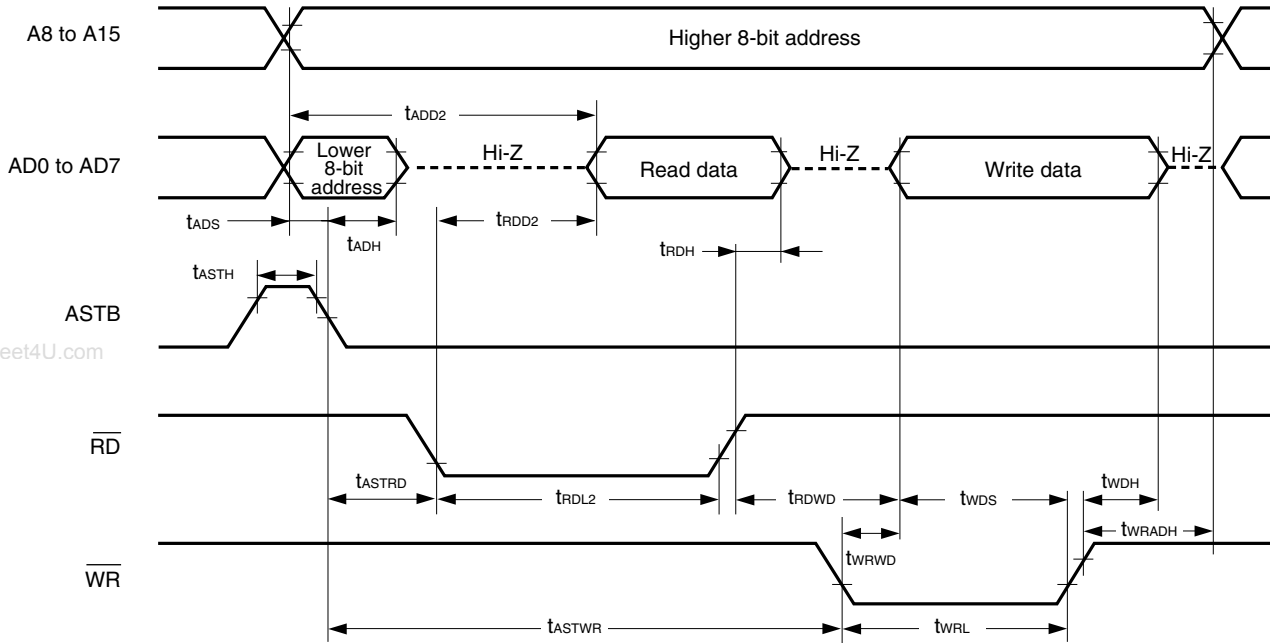 A8 to A15
Higher 8-bit address
tADD2
AD0 to AD7
Lower
8-bit
address
Hi-Z
Read data
Hi-Z
Write data
Hi-Z
tADS
tADH
tRDD2
tRDH
tASTH
ASTB
eet4U.com
RD
tASTRD
tRDL2
tRDWD
tWDS
tWDH
tWRADH
tWRWD
WR
tASTWR
tWRL